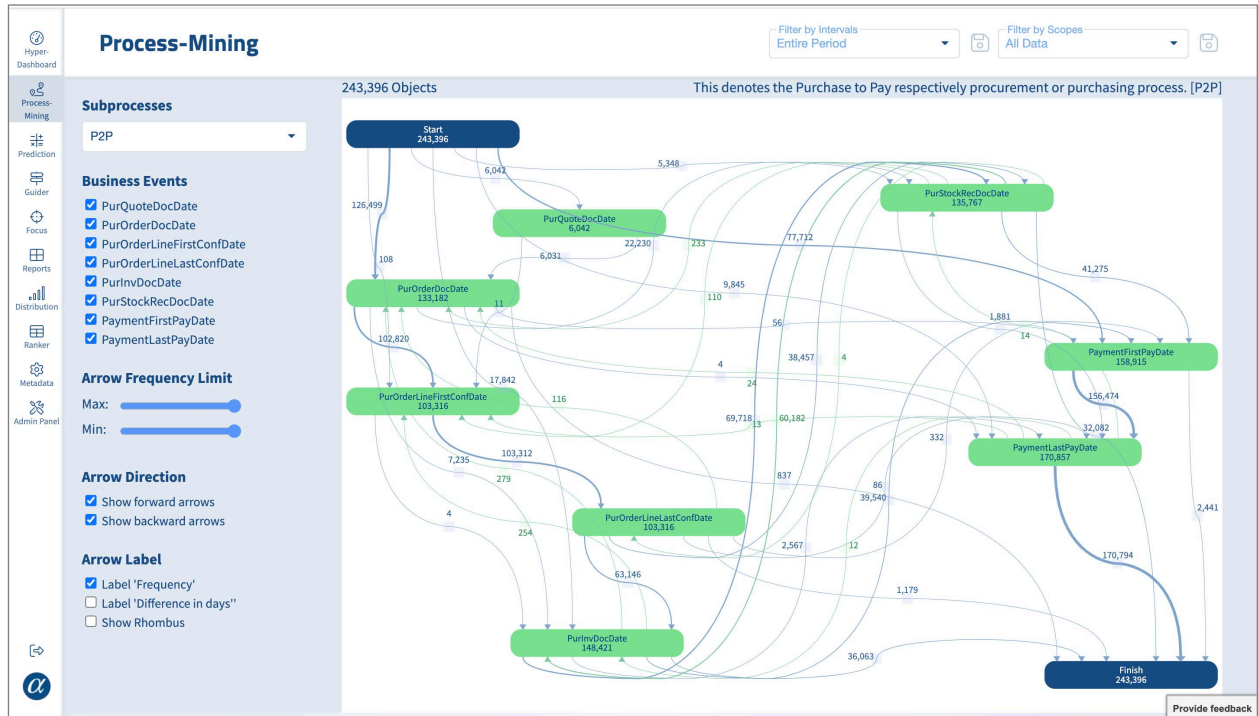 Process-Mining
Filter by Intervals
Entire Period
Filter by Scopes
All Data
Hyper-
Dashboard
Process-
Mining
Prediction
Guider
Focus
Reports
Distribution
Ranker
Metadata
Admin Panel
α
Subprocesses
P2P
Business Events
PurQuoteDocDate
PurOrderDocDate
PurOrderLineFirstConfDate
PurOrderLineLastConfDate
PurInvDocDate
PurStockRecDocDate
PaymentFirstPayDate
PaymentLastPayDate
Arrow Frequency Limit
Max:
Min:
Arrow Direction
Show forward arrows
Show backward arrows
Arrow Label
Label 'Frequency'
Label 'Difference in days''
Show Rhombus
243,396 Objects
This denotes the Purchase to Pay respectively procurement or purchasing process. [P2P]
Start
243,396
5,348
6,042
PurStockRecDocDate
135,767
126,499
PurQuoteDocDate
6,042
77,712
22,230
233
6,031
108
41,275
9,845
PurOrderDocDate
133,182
110
11
1,881
56
14
102,820
PaymentFirstPayDate
158,915
38,457
4
4
17,842
24
PurOrderLineFirstConfDate
103,316
116
156,474
69,718
13
60,182
32,082
332
PaymentLastPayDate
170,857
7,235
103,312
279
837
86
39,540
2,441
4
PurOrderLineLastConfDate
103,316
254
2,567
12
170,794
63,146
1,179
PurInvDocDate
148,421
36,063
Finish
243,396
Provide feedback